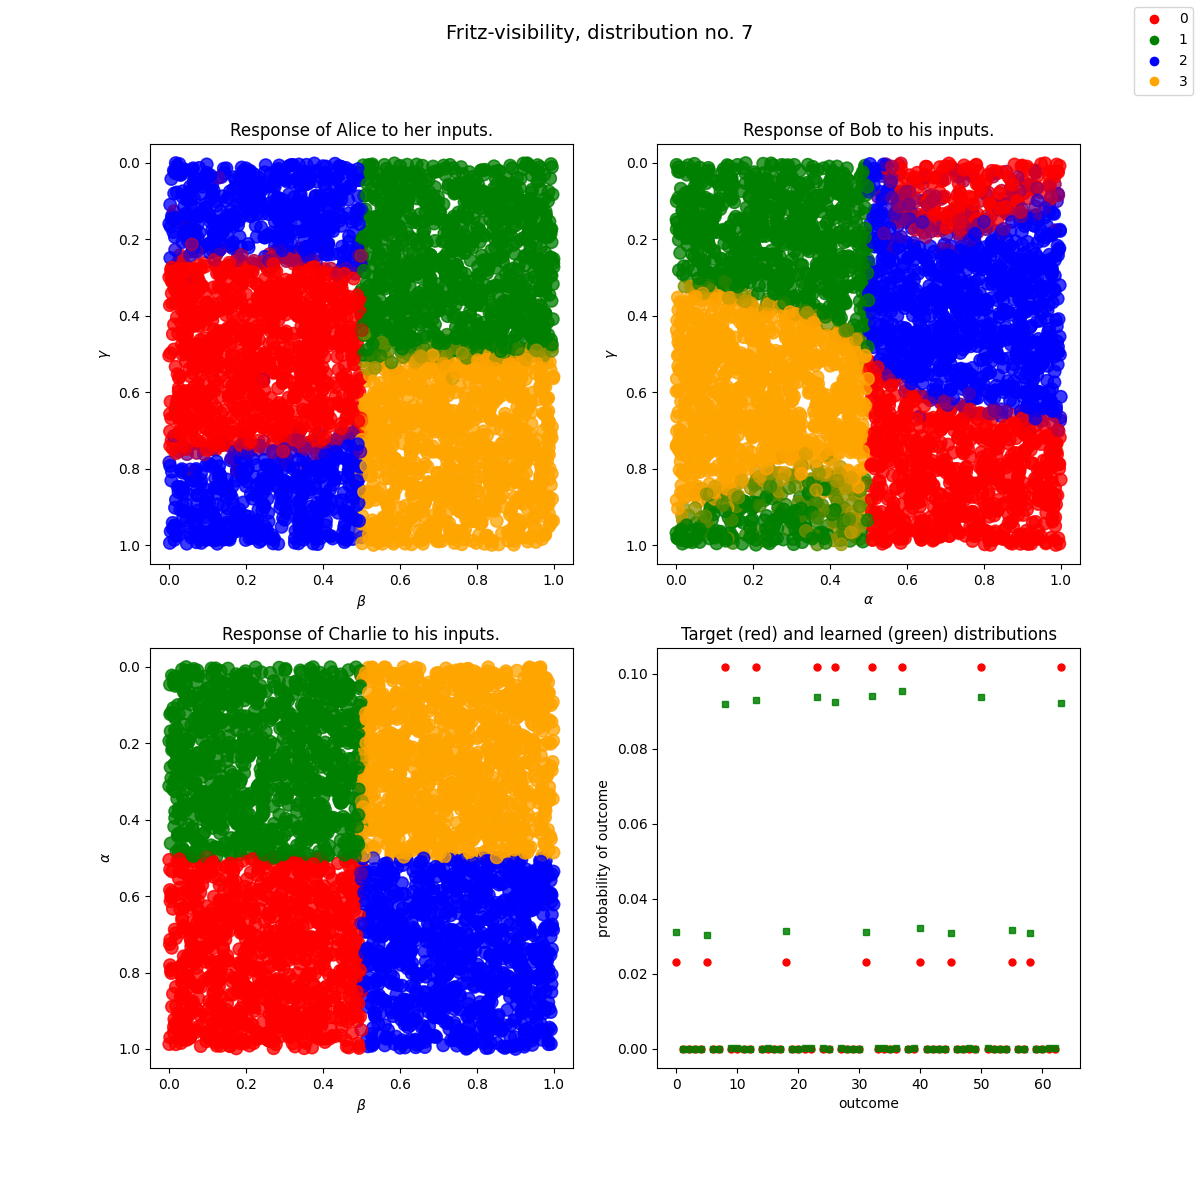 Fritz-visibility, distribution no. 7
0
1
2
3
Response of Alice to her inputs.
0.0
0.2
0.4
0.6
0.8
1.0
γ
0.0 0.2 0.4 0.6 0.8 1.0
β
Response of Bob to his inputs.
0.0
0.2
0.4
0.6
0.8
1.0
γ
0.0 0.2 0.4 0.6 0.8 1.0
α
Response of Charlie to his inputs.
0.0
0.2
0.4
0.6
0.8
1.0
α
0.0 0.2 0.4 0.6 0.8 1.0
β
Target (red) and learned (green) distributions
0.10
0.08
0.06
0.04
0.02
0.00
probability of outcome
0 10 20 30 40 50 60
outcome